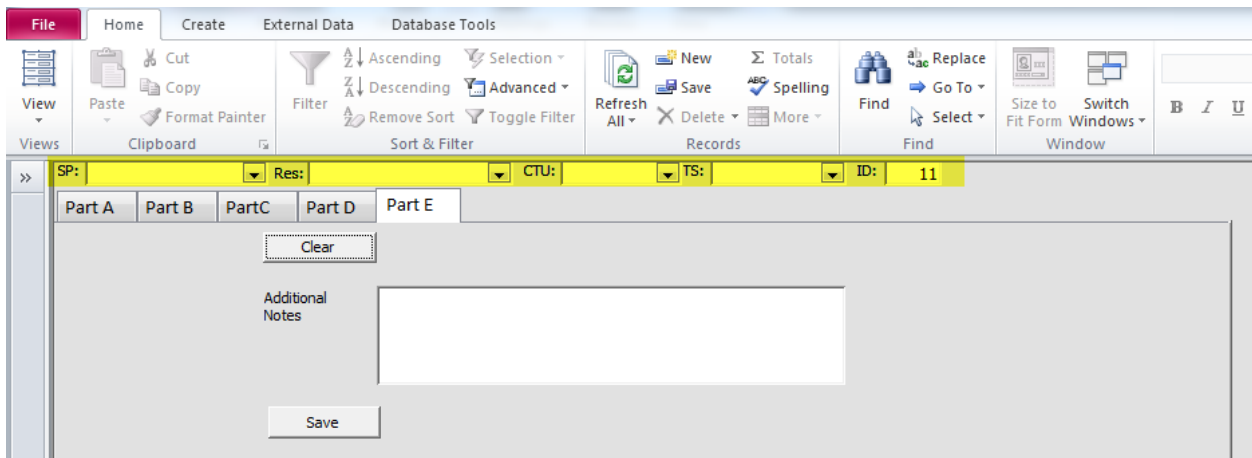 File Home Create External Data Database Tools
Cut Ascending Selection New Σ Totals Replace
Copy Descending Advanced Save Spelling Go To
View Paste Format Painter Filter Remove Sort Toggle Filter Refresh All Delete More Find Select Size to Fit Form Switch Windows B I U
Views Clipboard Sort & Filter Records Find Window
SP: Res: CTU: TS: ID: 11
Part A Part B PartC Part D Part E
Clear
Additional
Notes
Save